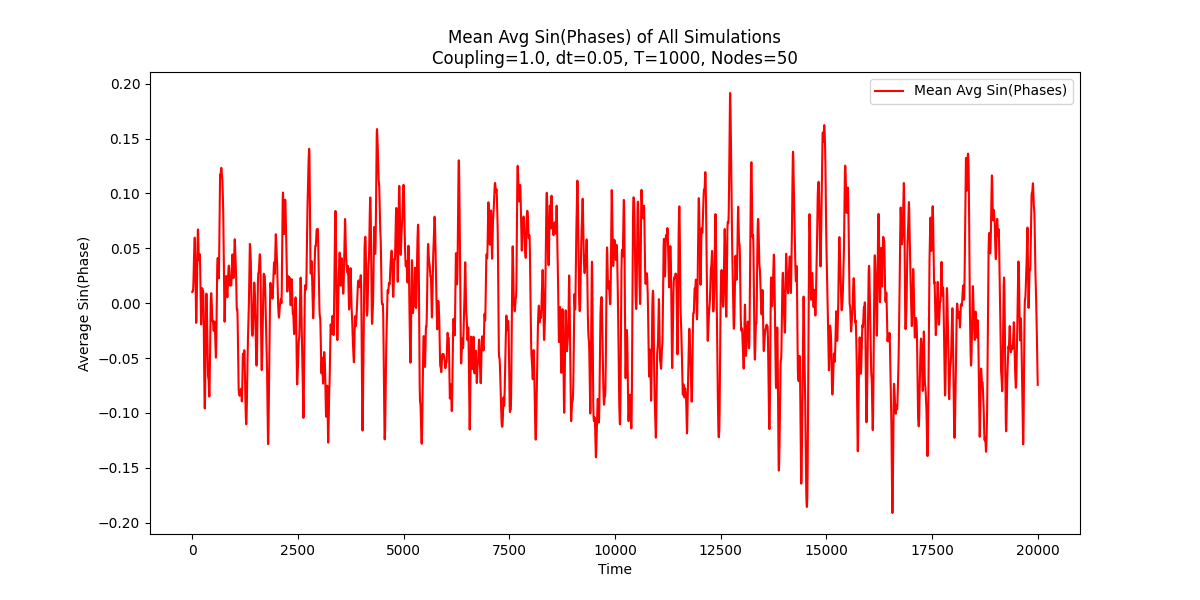 Mean Avg Sin(Phases) of All Simulations
Coupling=1.0, dt=0.05, T=1000, Nodes=50
Mean Avg Sin(Phases)
Average Sin(Phase)
0.20
0.15
0.10
0.05
0.00
−0.05
−0.10
−0.15
−0.20
0 2500 5000 7500 10000 12500 15000 17500 20000
Time